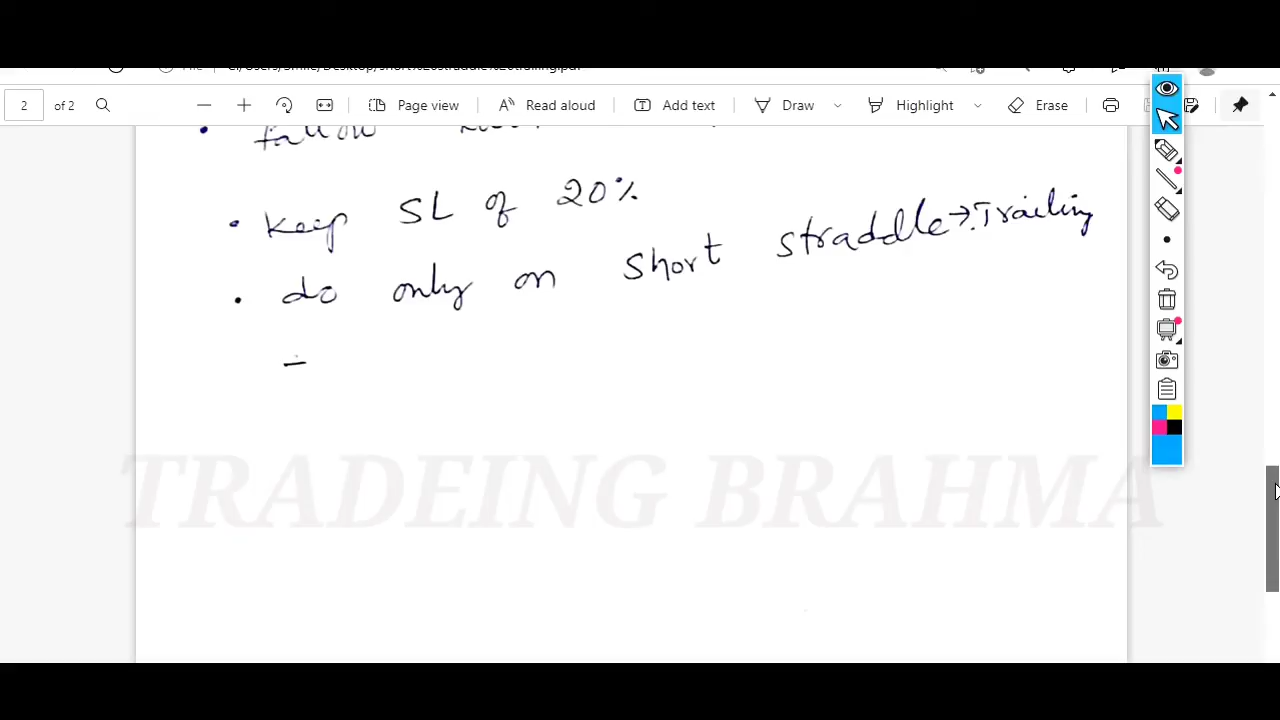 2 of 2 Page view Read aloud Add text Draw Highlight Erase
follow
• Keep SL of 20%
• do only on short straddle → Trailing
TRADEING BRAHMA